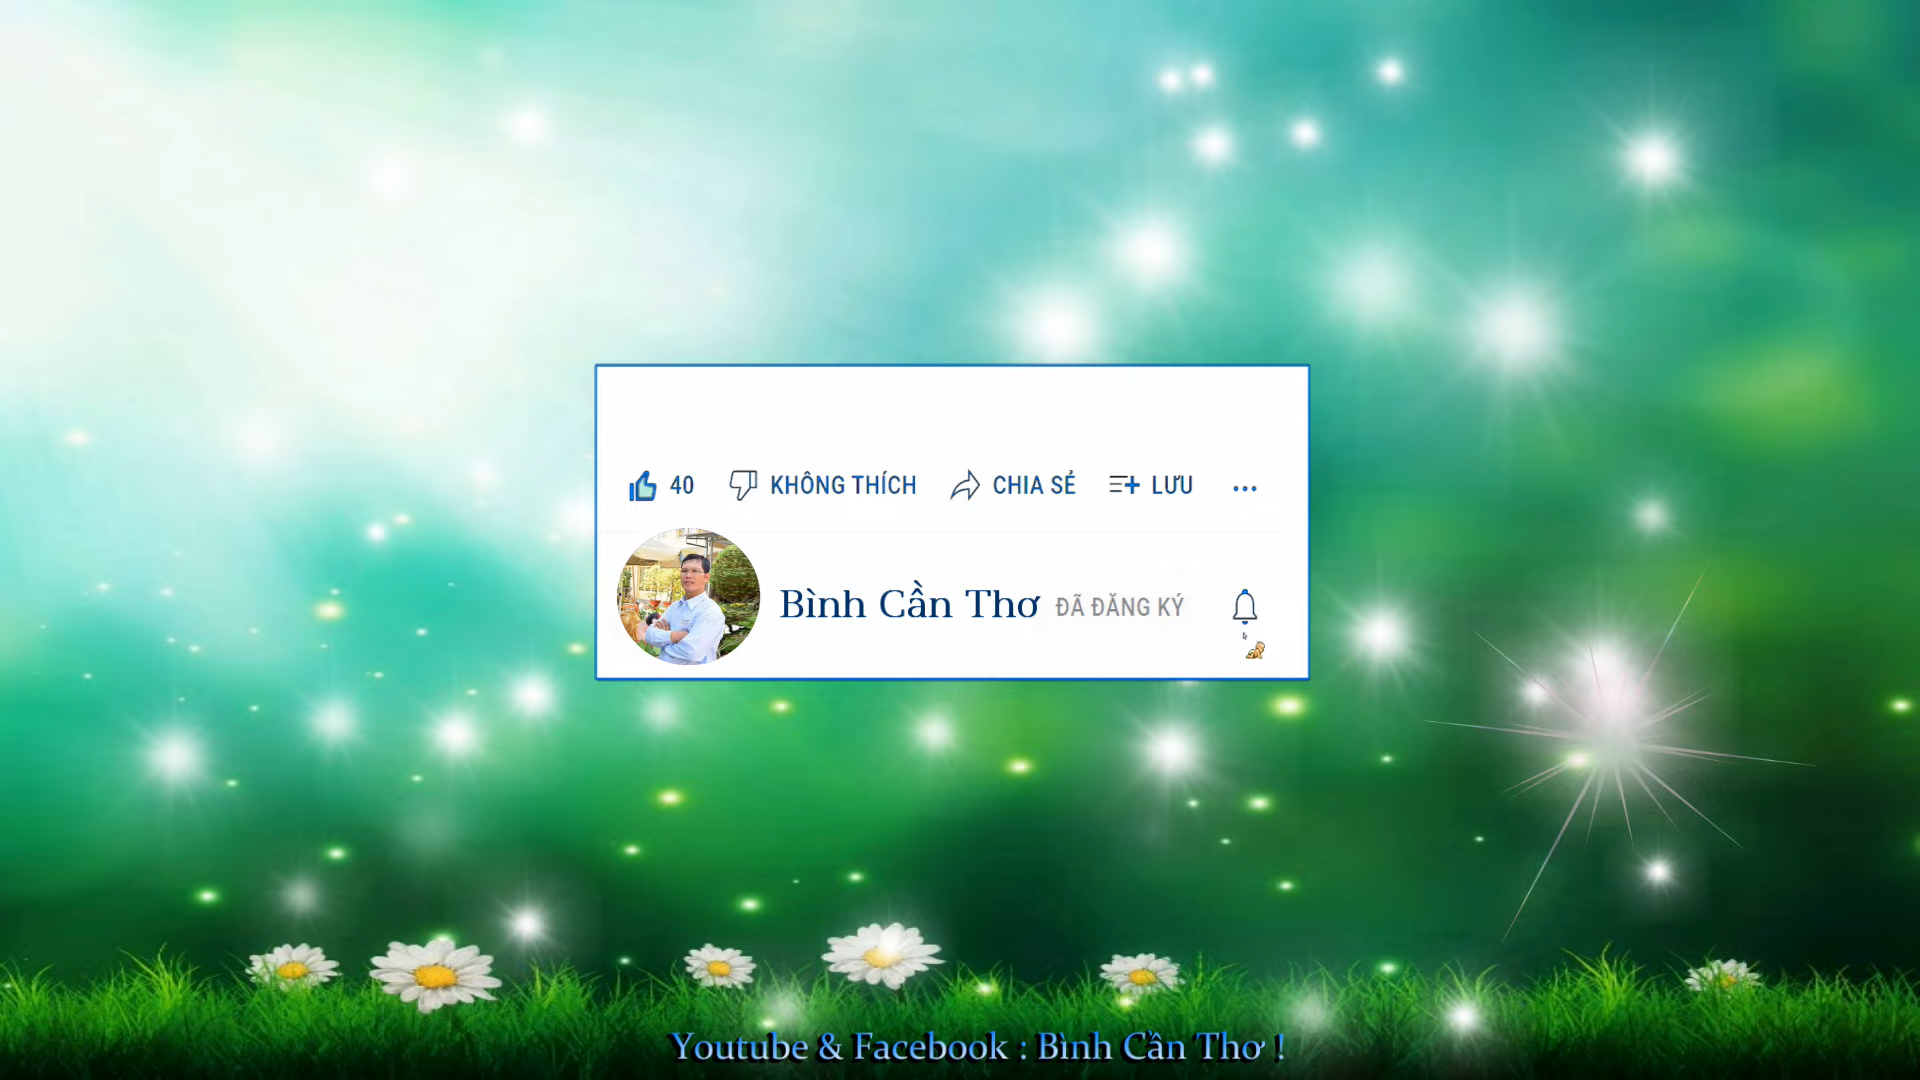 40 KHÔNG THÍCH CHIA SẺ LƯU
Bình Cần Thơ ĐÃ ĐĂNG KÝ
Youtube & Facebook : Bình Cần Thơ !